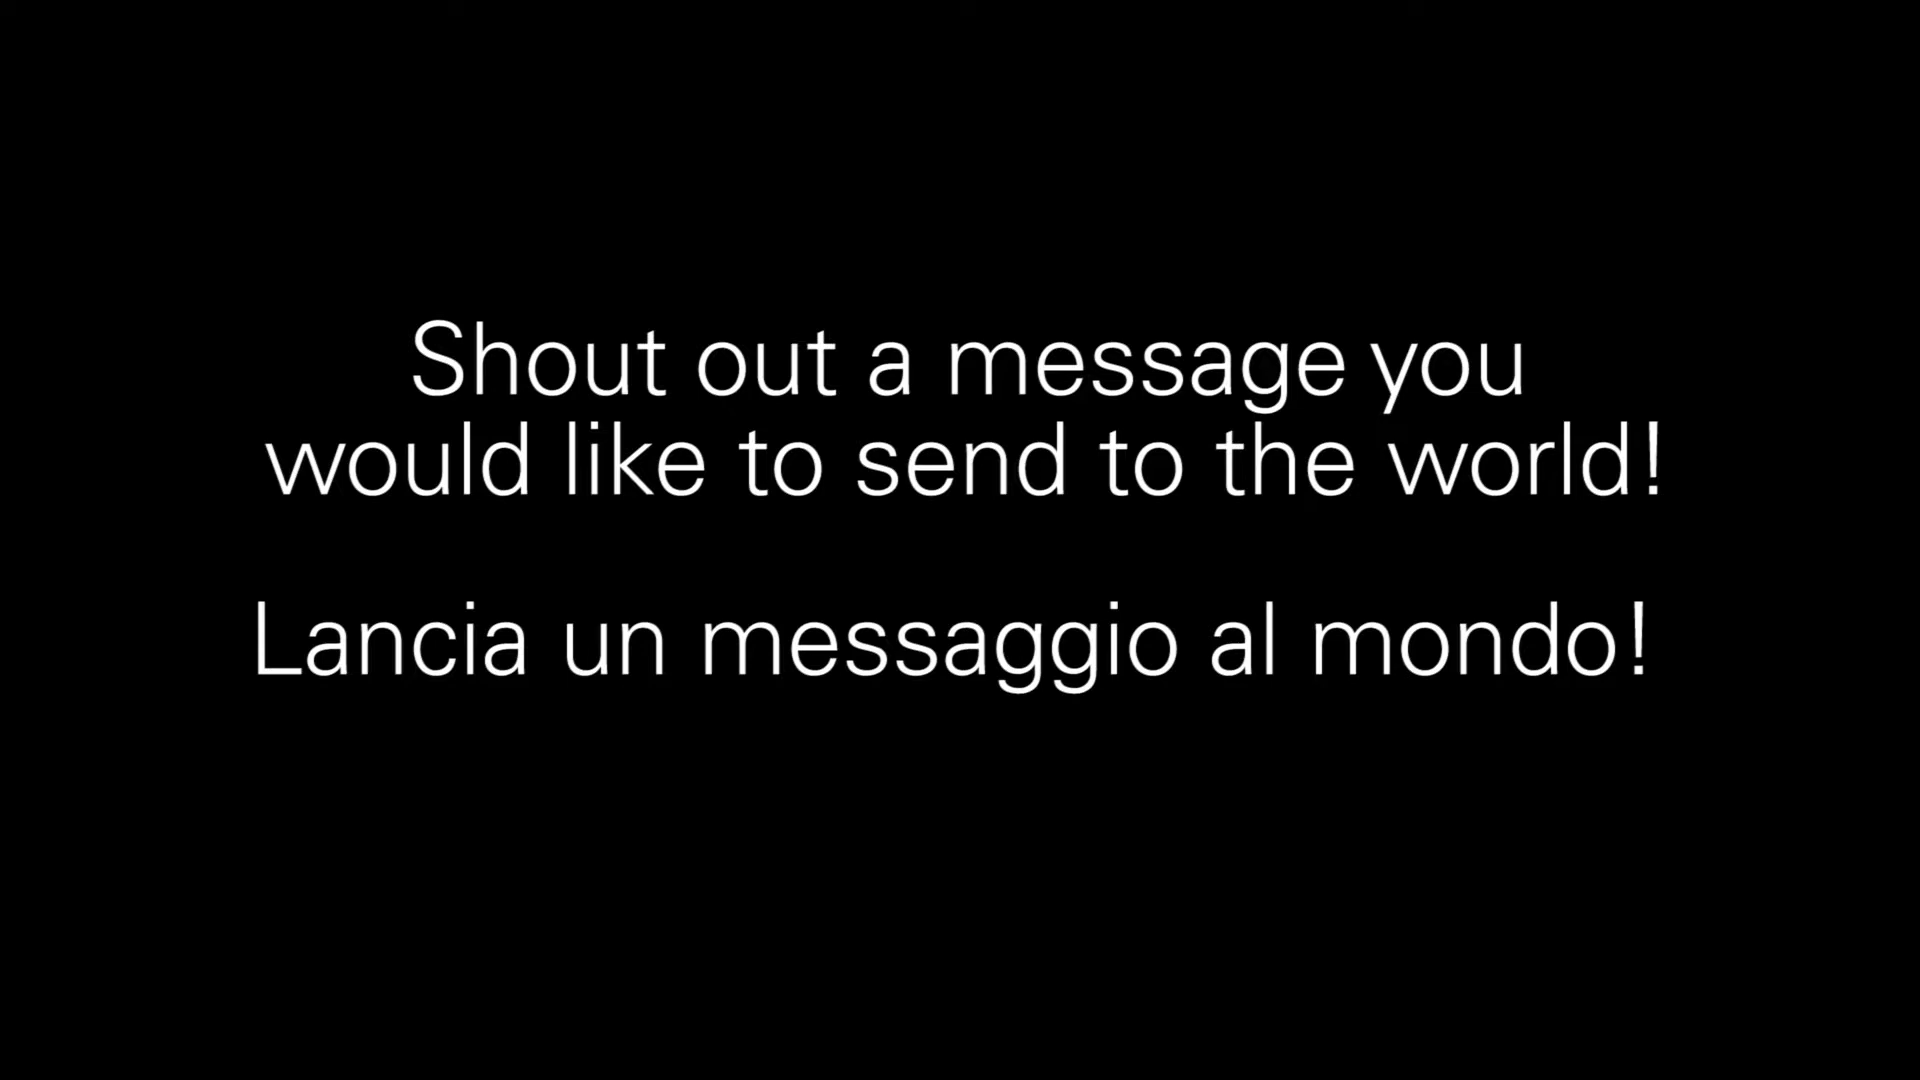 Shout out a message you
would like to send to the world!
Lancia un messaggio al mondo!